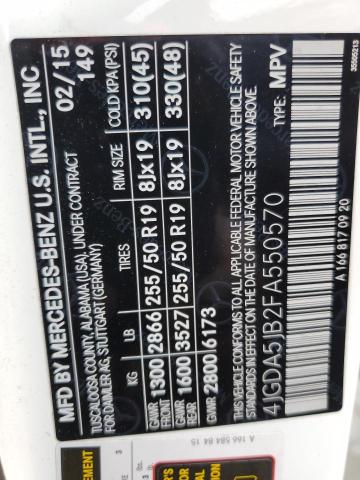 MFD BY MERCEDES-BENZ U.S. INTL., INC
TUSCALOOSA COUNTY, ALABAMA (USA), UNDER CONTRACT 02/15
FOR DAIMLER AG, STUTTGART (GERMANY) 149
KG LB TIRES RIM SIZE COLD KPA(PSI)
GAWR FRONT 1300 2866 255/50 R19 8Jx19 310(45)
GAWR REAR 1600 3527 255/50 R19 8Jx19 330(48)
GVWR 2800 6173
THIS VEHICLE CONFORMS TO ALL APPLICABLE FEDERAL MOTOR VEHICLE SAFETY
STANDARDS IN EFFECT ON THE DATE OF MANUFACTURE SHOWN ABOVE.
4JGDA5JB2FA550570 TYPE: MPV
A 166 817 09 20
35505213
A 166 584 84 15